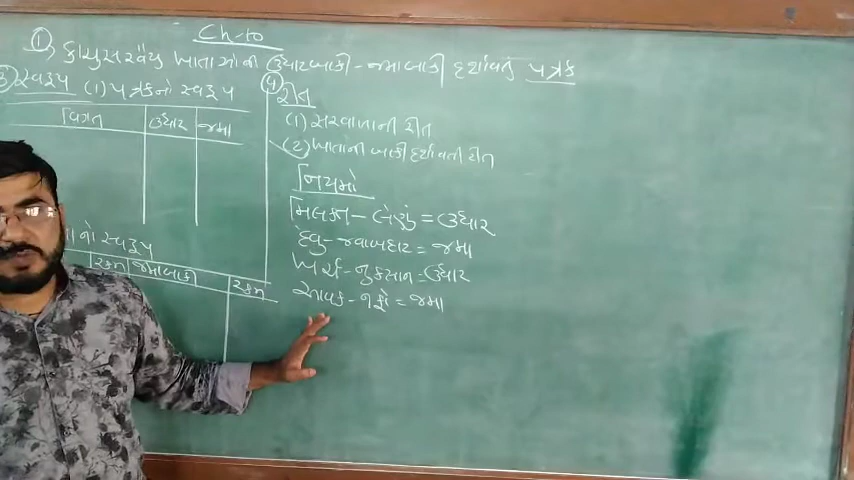 Ch-10
① કાચુસરવૈયુ ખાતાઓની ઉધારબાકી - જમાબાકી દર્શાવતું પત્રક
③ સ્વરૂપ (1) પત્રકનો સ્વરૂપ
વિગત ઉધાર જમા
નો સ્વરૂપ
રકમ જમાબાકી રકમ
④ રીત
(1) સરવાળાની રીત
(2) ખાતાની બાકી દર્શાવતી રીત
નિયમો
મિલકત - લેણું = ઉધાર
દેવુ - જવાબદાર = જમા
ખર્ચ - નુકસાન = ઉધાર
આવક - નફો = જમા